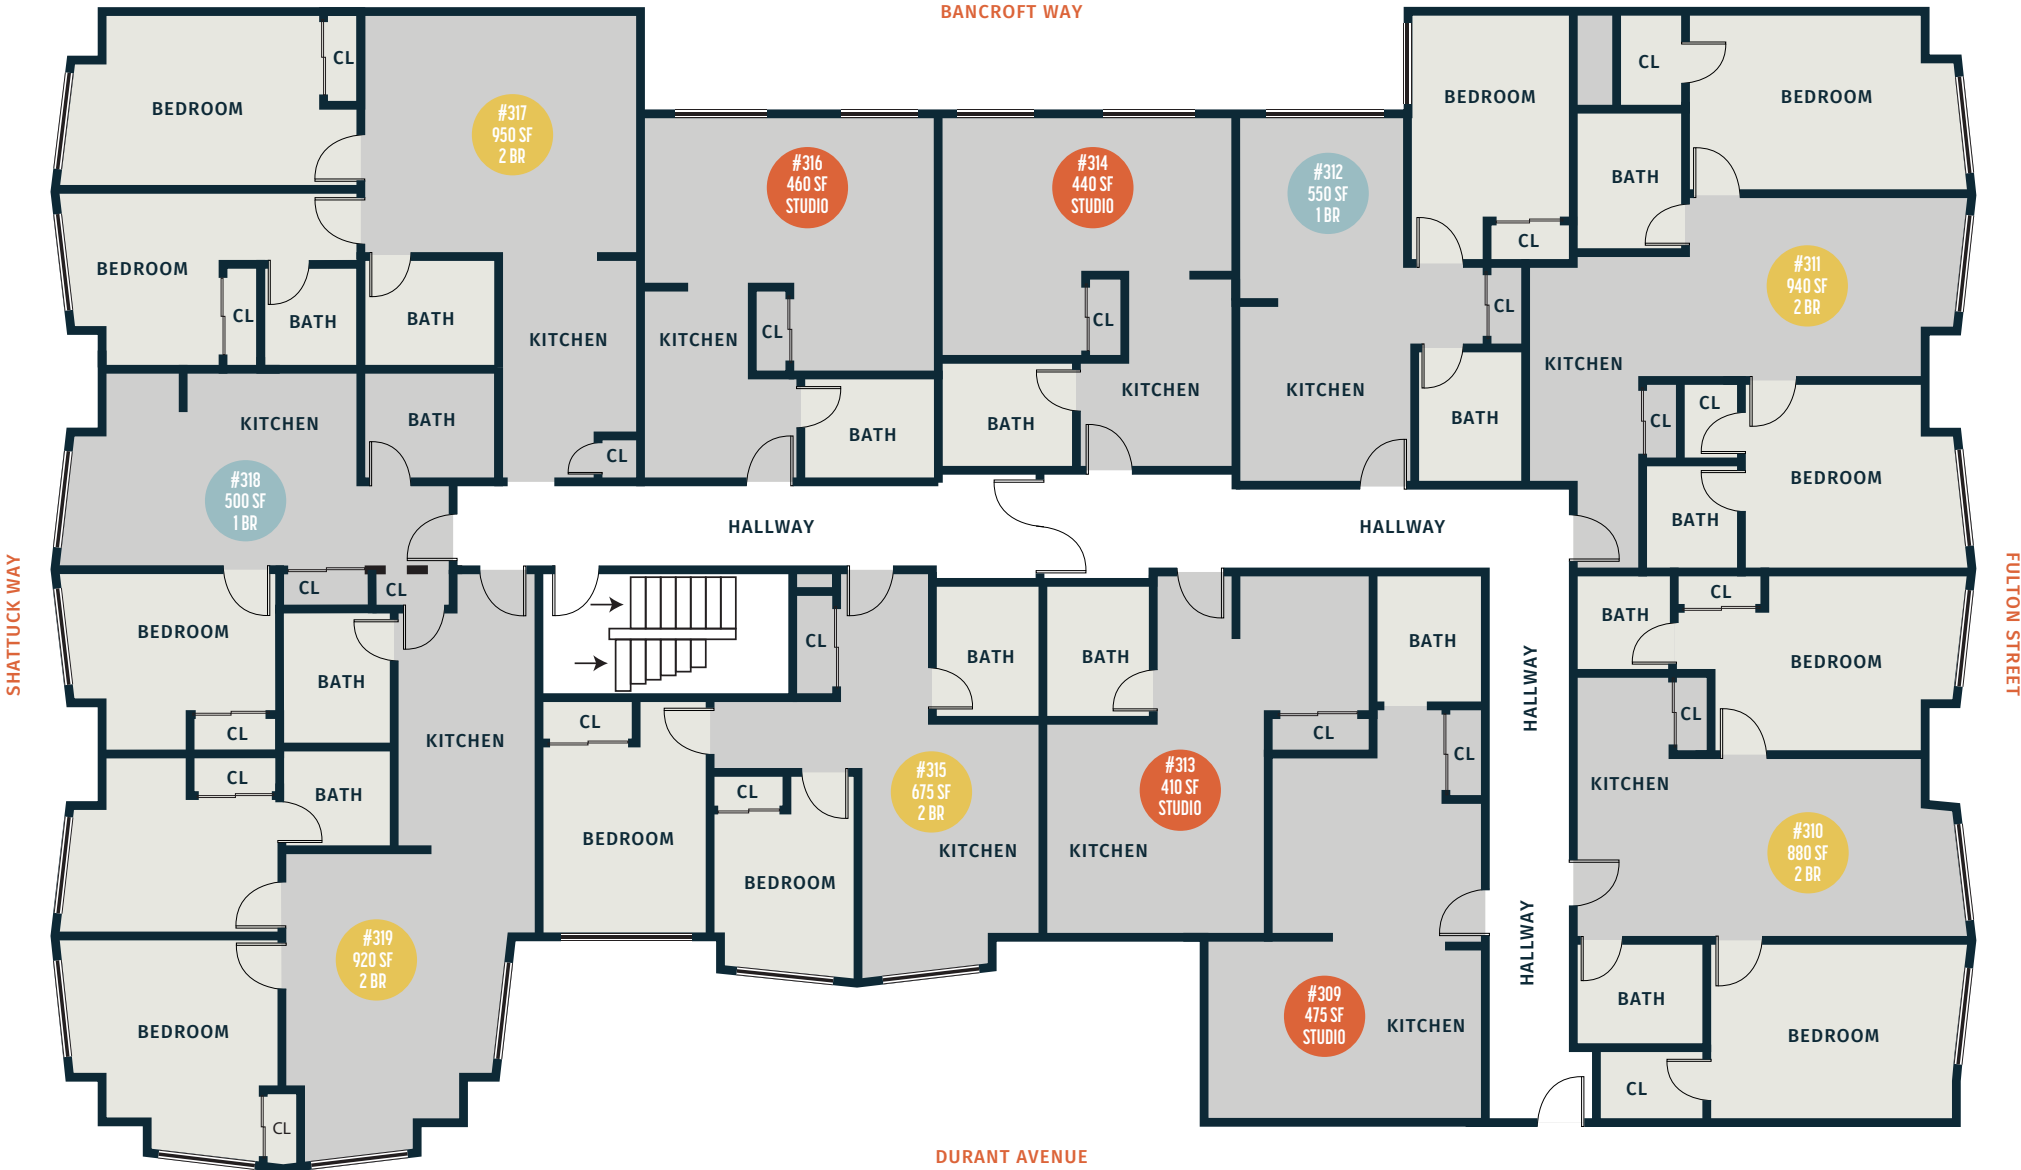 BANCROFT WAY
CL
BEDROOM
#317
950 SF
2 BR
BEDROOM
CL
BATH
BATH
KITCHEN
CL
#316
460 SF
STUDIO
KITCHEN
CL
BATH
#314
440 SF
STUDIO
CL
KITCHEN
BATH
#312
550 SF
1 BR
BEDROOM
CL
CL
KITCHEN
BATH
CL
BEDROOM
BATH
#311
940 SF
2 BR
KITCHEN
CL
CL
BEDROOM
BATH
KITCHEN
BATH
#318
500 SF
1 BR
HALLWAY
HALLWAY
SHATTUCK WAY
FULTON STREET
CL
CL
BEDROOM
BATH
CL
KITCHEN
CL
BATH
#319
920 SF
2 BR
BEDROOM
CL
CL
CL
BEDROOM
CL
BEDROOM
BATH
#315
675 SF
2 BR
KITCHEN
BATH
#313
410 SF
STUDIO
KITCHEN
CL
BATH
CL
HALLWAY
HALLWAY
#309
475 SF
STUDIO
KITCHEN
BATH
CL
BEDROOM
CL
KITCHEN
#310
880 SF
2 BR
BATH
BEDROOM
CL
DURANT AVENUE